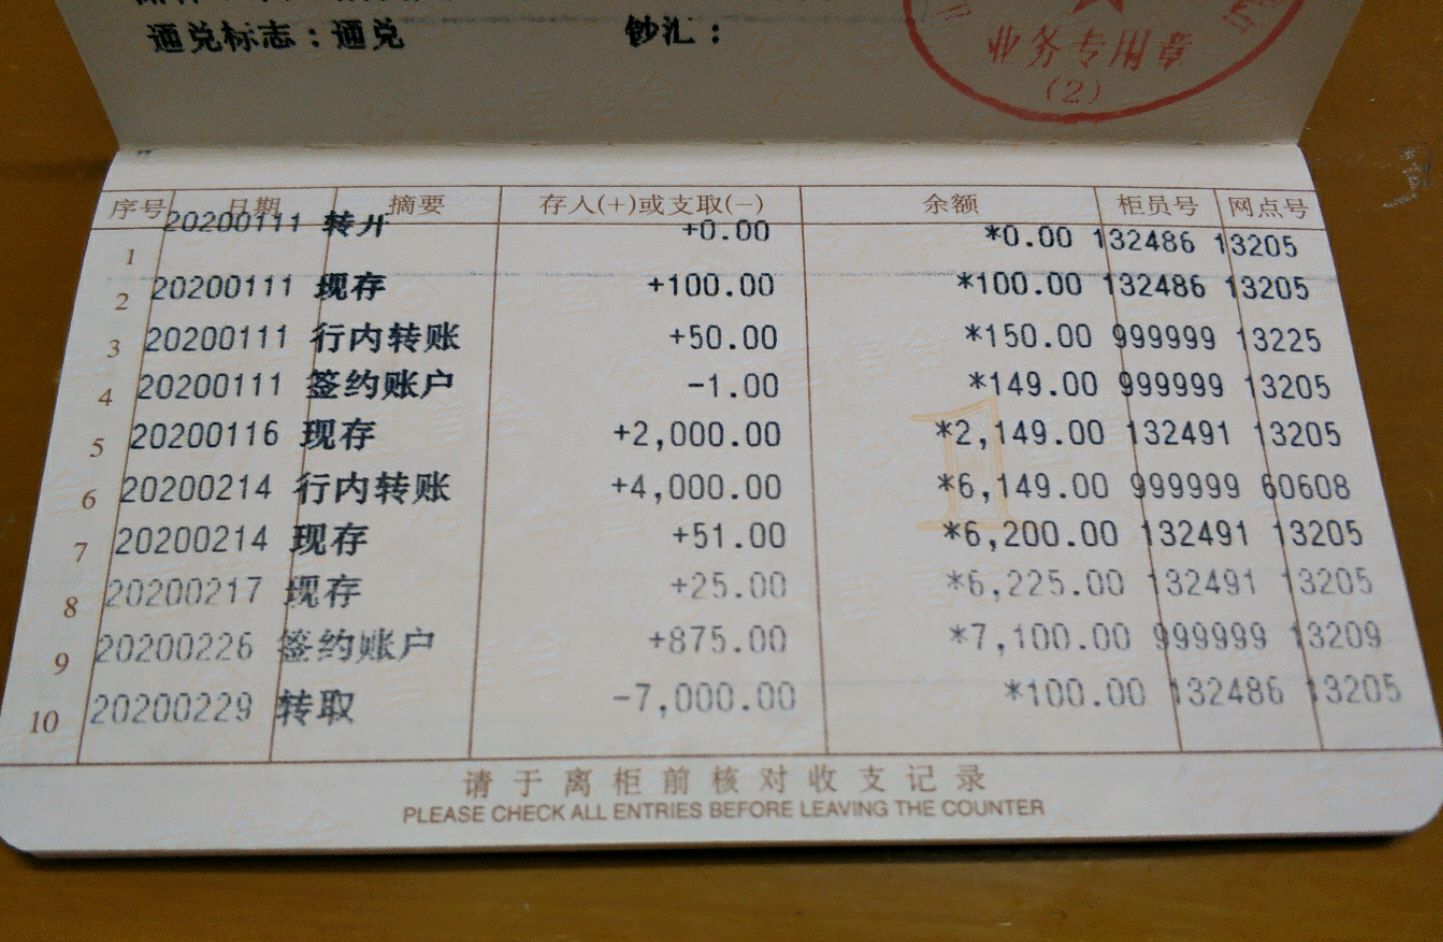 通兑标志：通兑 钞汇：
业务专用章
(2)
序号 日期 摘要 存入(+)或支取(-) 余额 柜员号 网点号
1 20200111 转开 +0.00 *0.00 132486 13205
2 20200111 现存 +100.00 *100.00 132486 13205
3 20200111 行内转账 +50.00 *150.00 999999 13225
4 20200111 签约账户 -1.00 *149.00 999999 13205
5 20200116 现存 +2,000.00 *2,149.00 132491 13205
6 20200214 行内转账 +4,000.00 *6,149.00 999999 60608
7 20200214 现存 +51.00 *6,200.00 132491 13205
8 20200217 现存 +25.00 *6,225.00 132491 13205
9 20200226 签约账户 +875.00 *7,100.00 999999 13209
10 20200229 转取 -7,000.00 *100.00 132486 13205
请于离柜前核对收支记录
PLEASE CHECK ALL ENTRIES BEFORE LEAVING THE COUNTER